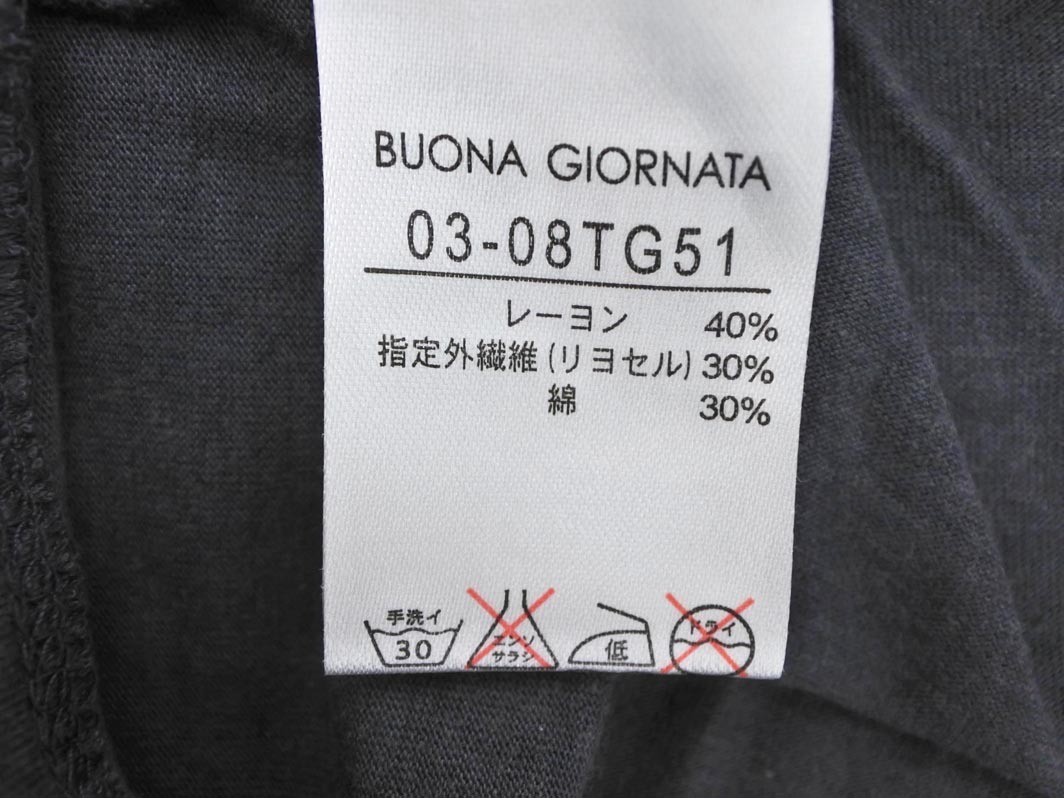 BUONA GIORNATA
03-08TG51
レーヨン 40%
指定外繊維(リヨセル) 30%
綿 30%
手洗イ
30
エンソ
サラシ
低
ドライ